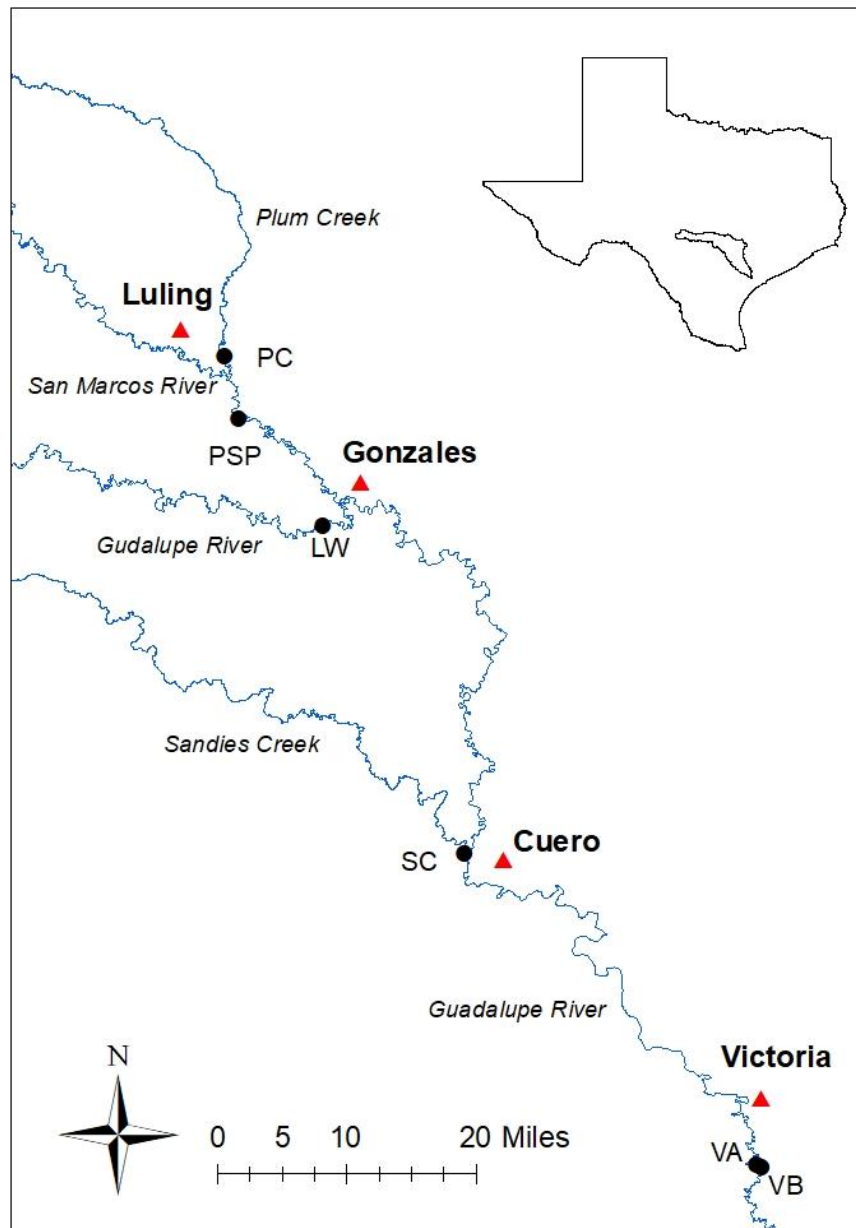 Plum Creek
Luling
PC
San Marcos River
PSP
Gonzales
Gudalupe River
LW
Sandies Creek
Cuero
SC
Guadalupe River
Victoria
N
0 5 10 20 Miles
VA
VB